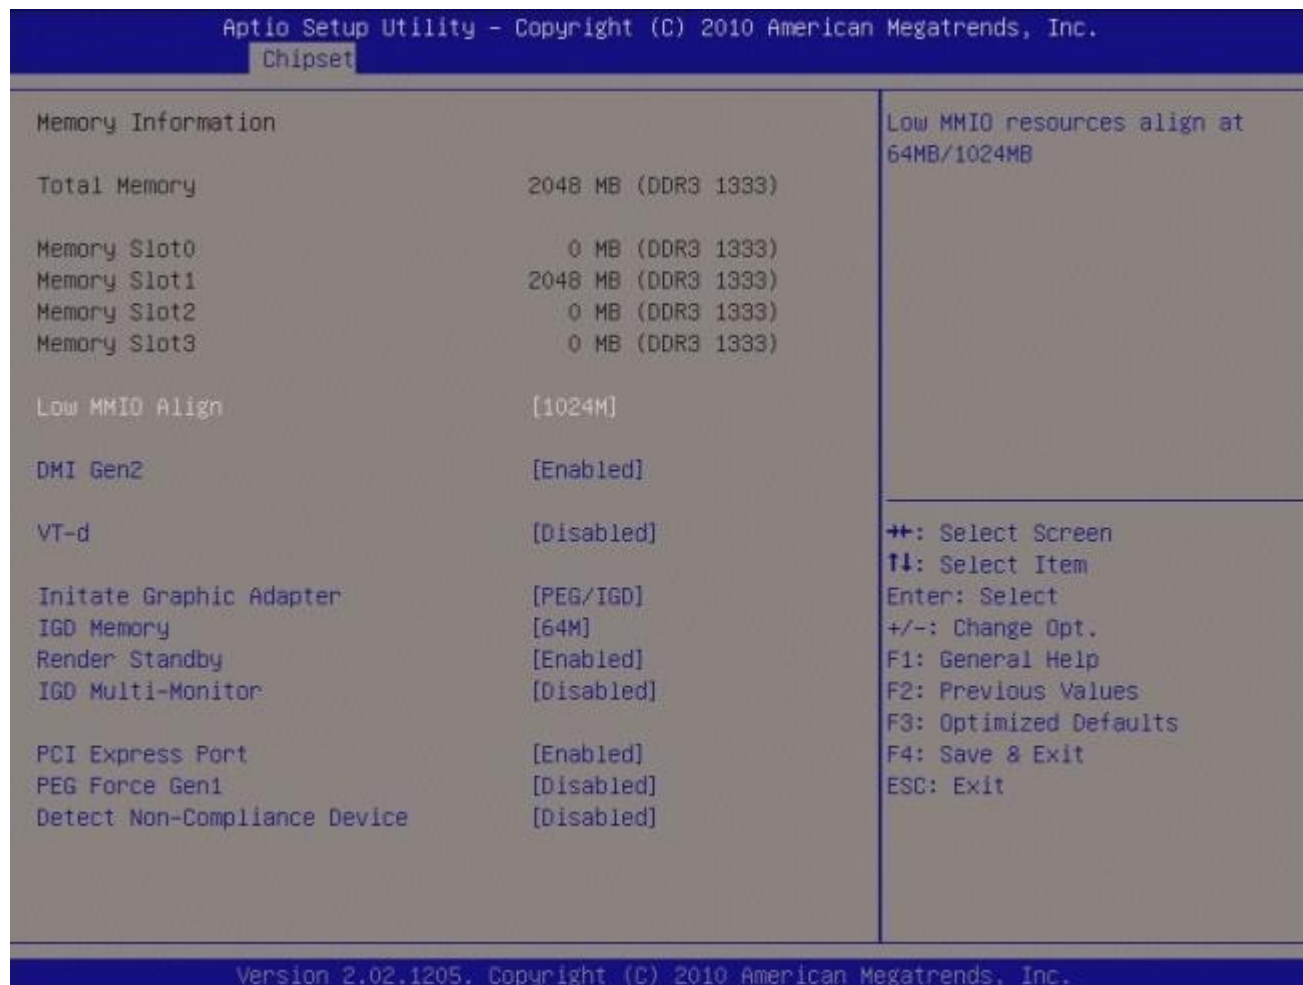 Aptio Setup Utility - Copyright (C) 2010 American Megatrends, Inc.
Chipset
Memory Information
Total Memory 2048 MB (DDR3 1333)
Memory Slot0 0 MB (DDR3 1333)
Memory Slot1 2048 MB (DDR3 1333)
Memory Slot2 0 MB (DDR3 1333)
Memory Slot3 0 MB (DDR3 1333)
Low MMIO Align [1024M]
DMI Gen2 [Enabled]
VT-d [Disabled]
Initate Graphic Adapter [PEG/IGD]
IGD Memory [64M]
Render Standby [Enabled]
IGD Multi-Monitor [Disabled]
PCI Express Port [Enabled]
PEG Force Gen1 [Disabled]
Detect Non-Compliance Device [Disabled]
Low MMIO resources align at
64MB/1024MB
→←: Select Screen
↑↓: Select Item
Enter: Select
+/-: Change Opt.
F1: General Help
F2: Previous Values
F3: Optimized Defaults
F4: Save & Exit
ESC: Exit
Version 2.02.1205. Copyright (C) 2010 American Megatrends, Inc.